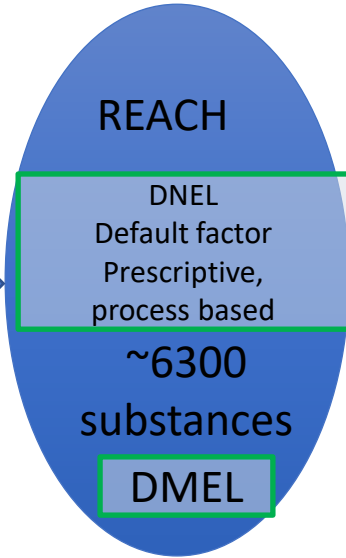 REACH
DNEL
Default factor
Prescriptive,
process based
~6300
substances
DMEL